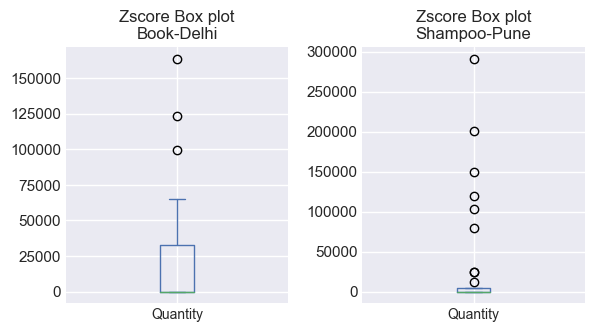 Zscore Box plot
Book-Delhi
150000
125000
100000
75000
50000
25000
0
Quantity
Zscore Box plot
Shampoo-Pune
300000
250000
200000
150000
100000
50000
0
Quantity